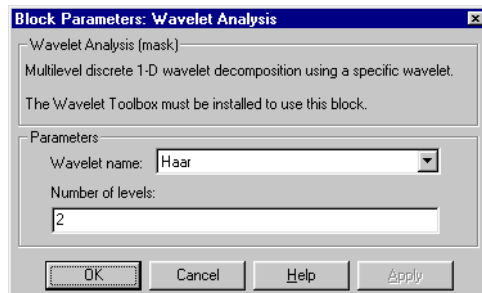 Block Parameters: Wavelet Analysis
Wavelet Analysis (mask)
Multilevel discrete 1-D wavelet decomposition using a specific wavelet.
The Wavelet Toolbox must be installed to use this block.
Parameters
Wavelet name: Haar
Number of levels:
2
OK Cancel Help Apply